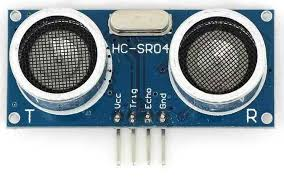 HC-SR04
T
R
Vcc
Trig
Echo
Gnd